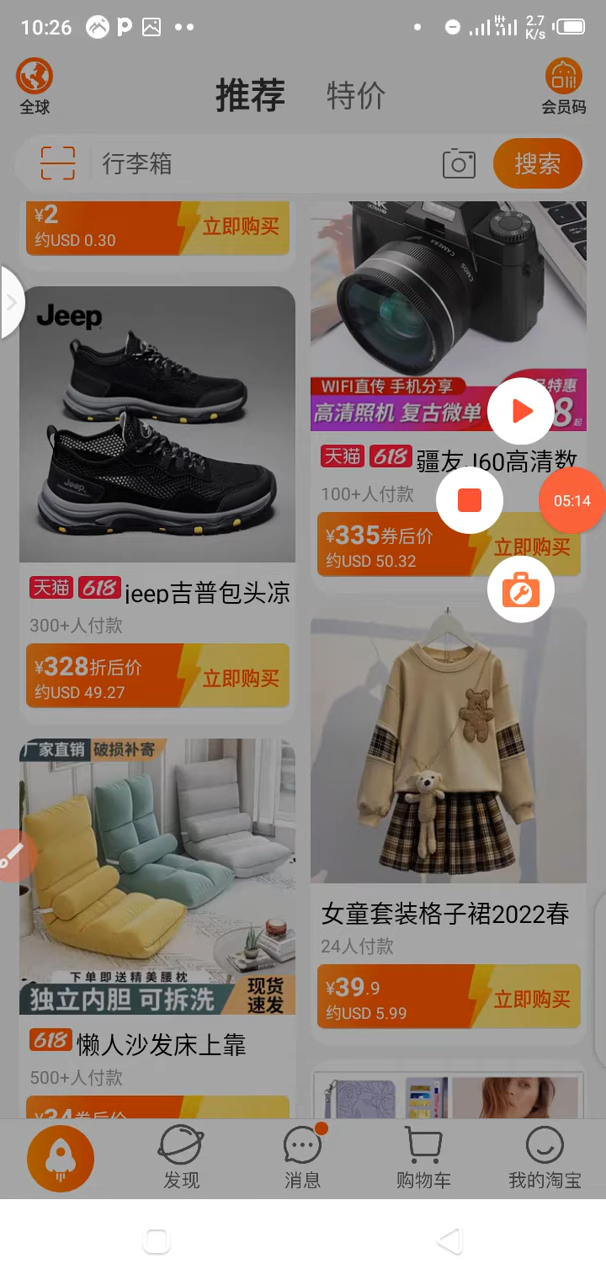 10:26
2.7
K/s
全球
推荐
特价
会员码
行李箱
搜索
¥2
约USD 0.30
立即购买
Jeep
WIFI直传 手机分享
品特惠
高清照机 复古微单
8起
天猫 618 疆友J60高清数
100+人付款
¥335券后价
约USD 50.32
立即购买
05:14
天猫 618 jeep吉普包头凉
300+人付款
¥328折后价
约USD 49.27
立即购买
厂家直销 破损补寄
下单即送精美腰枕
独立内胆 可拆洗
现货
速发
618 懒人沙发床上靠
500+人付款
¥34券后价
女童套装格子裙2022春
24人付款
¥39.9
约USD 5.99
立即购买
发现
消息
购物车
我的淘宝